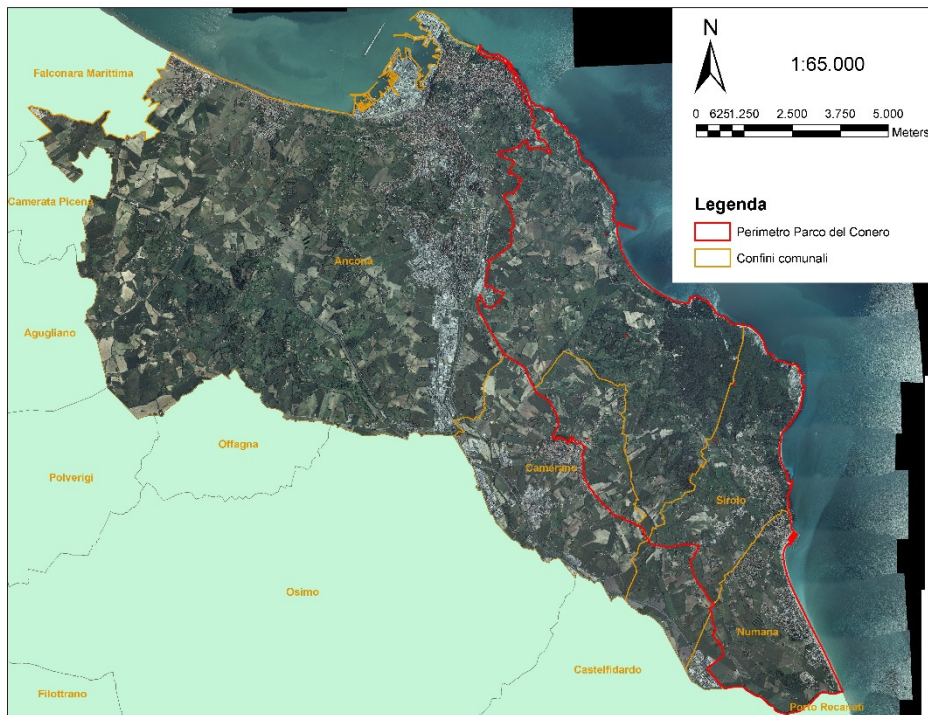 N
1:65.000
0 6251.250 2.500 3.750 5.000
Meters
Legenda
Perimetro Parco del Conero
Confini comunali
Falconara Marittima
Camerata Picena
Ancona
Agugliano
Offagna
Polverigi
Camerano
Sirolo
Osimo
Numana
Castelfidardo
Filottrano
Porto Recanati